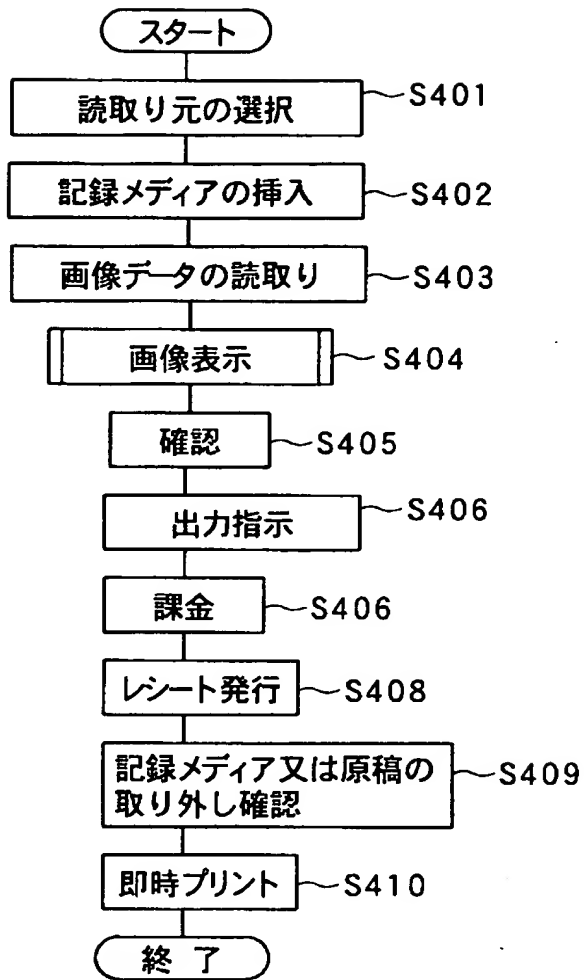 スタート
読取り元の選択 S401
記録メディアの挿入 S402
画像データの読取り S403
画像表示 S404
確認 S405
出力指示 S406
課金 S406
レシート発行 S408
記録メディア又は原稿の
取り外し確認 S409
即時プリント S410
終了